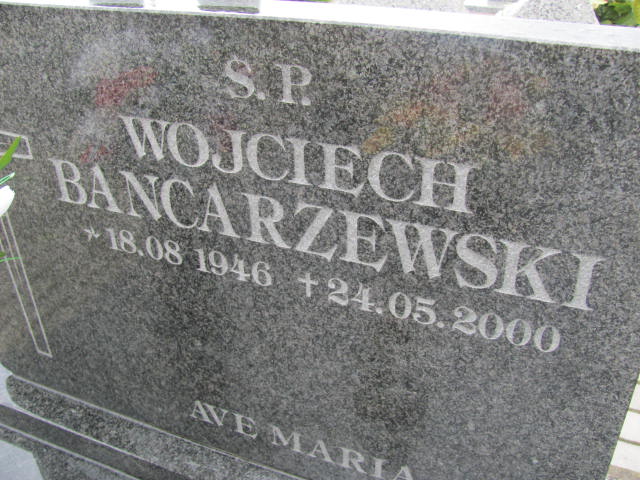 S.P.
WOJCIECH
BANCARZEWSKI
* 18.08 1946 † 24.05.2000
AVE MARIA